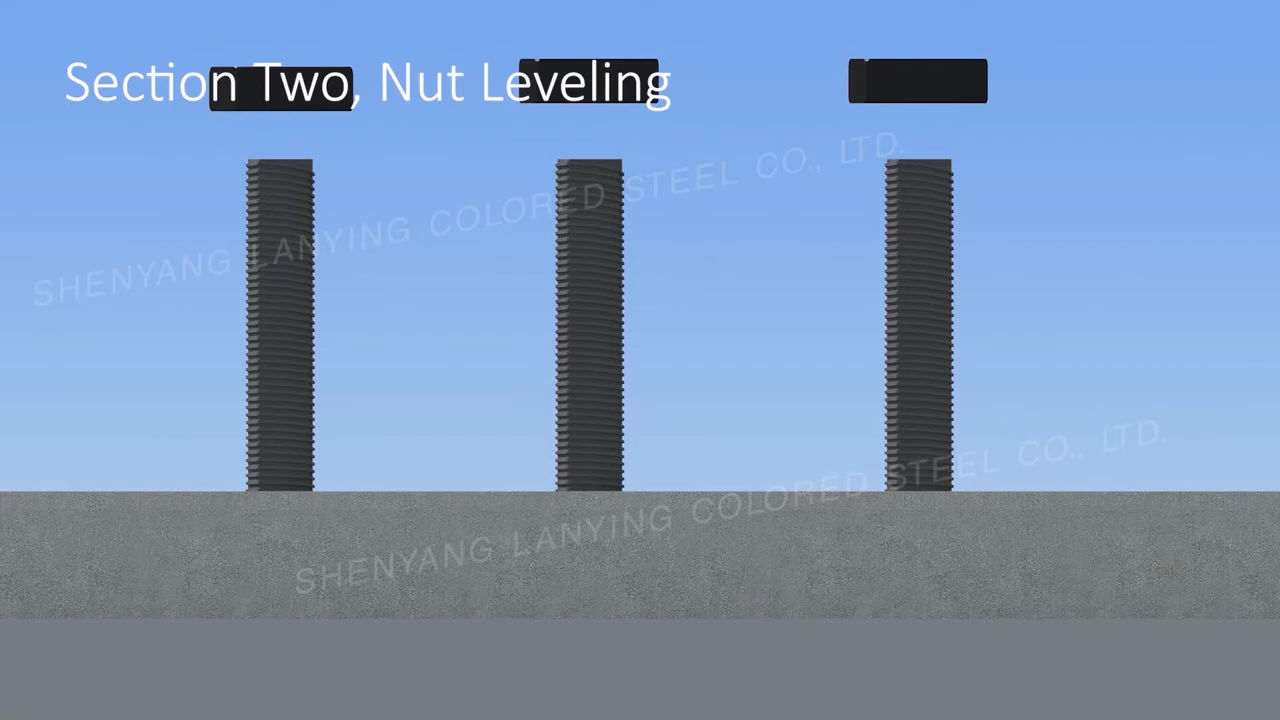 Section Two, Nut Leveling
SHENYANG LANYING COLORED STEEL CO., LTD.
SHENYANG LANYING COLORED STEEL CO., LTD.